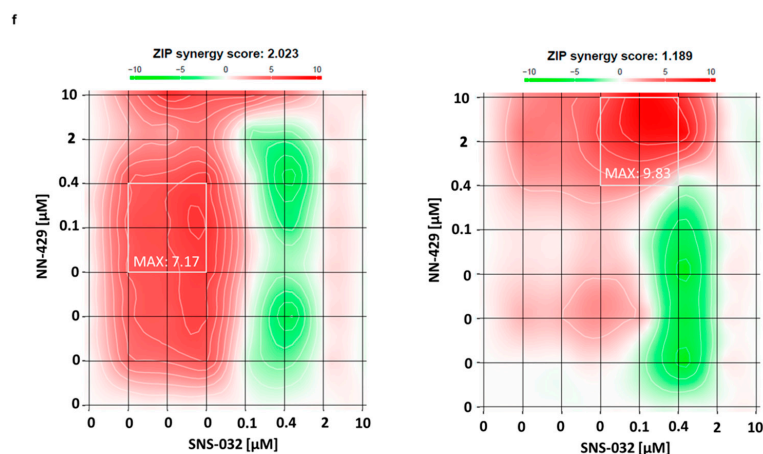 f
ZIP synergy score: 2.023
−10 −5 0 5 10
10
2
0.4
0.1
0
0
0
0
NN-429 [µM]
MAX: 7.17
0 0 0 0 0.1 0.4 2 10
SNS-032 [µM]
ZIP synergy score: 1.189
−10 −5 0 5 10
10
2
0.4
0.1
0
0
0
0
NN-429 [µM]
MAX: 9.83
0 0 0 0 0.1 0.4 2 10
SNS-032 [µM]